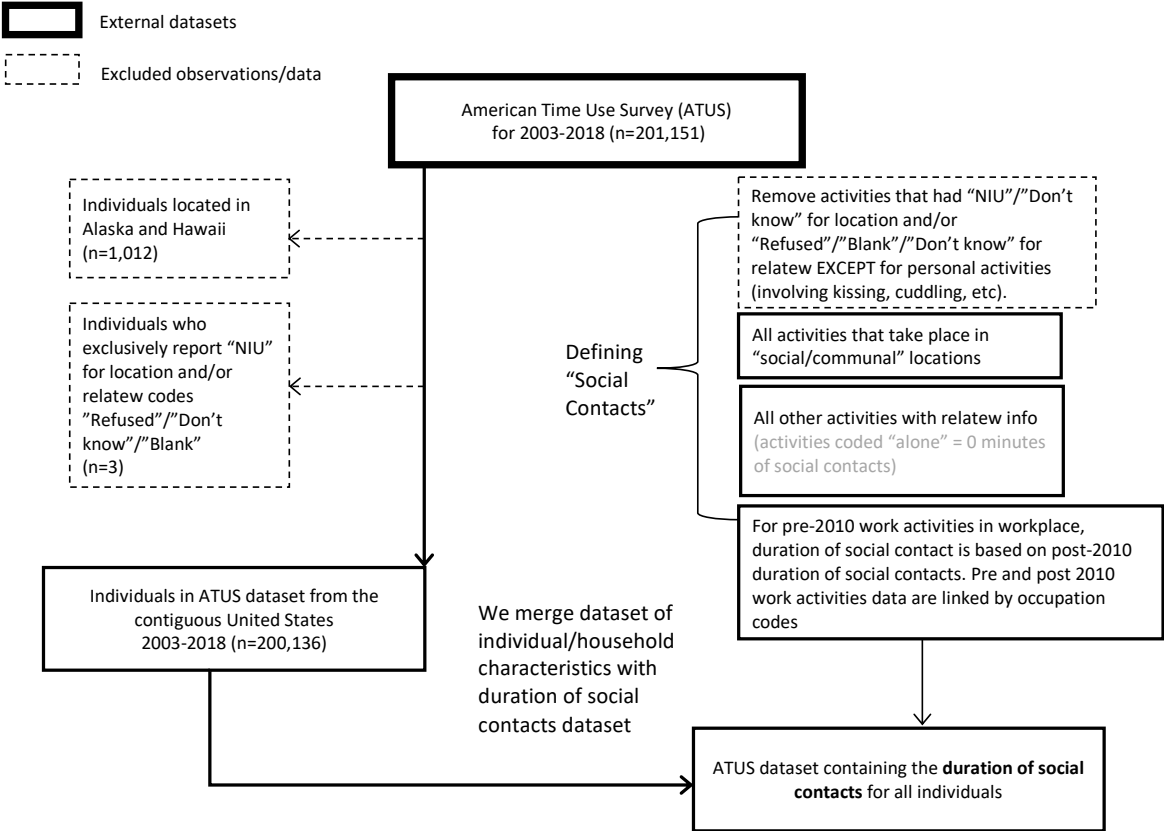 External datasets
Excluded observations/data
American Time Use Survey (ATUS)
for 2003-2018 (n=201,151)
Individuals located in
Alaska and Hawaii
(n=1,012)
Individuals who
exclusively report “NIU”
for location and/or
relatew codes
”Refused”/”Don’t
know”/”Blank”
(n=3)
Individuals in ATUS dataset from the
contiguous United States
2003-2018 (n=200,136)
Defining
“Social
Contacts”
Remove activities that had “NIU”/”Don’t
know” for location and/or
“Refused”/”Blank”/”Don’t know” for
relatew EXCEPT for personal activities
(involving kissing, cuddling, etc).
All activities that take place in
“social/communal” locations
All other activities with relatew info
(activities coded “alone” = 0 minutes
of social contacts)
For pre-2010 work activities in workplace,
duration of social contact is based on post-2010
duration of social contacts. Pre and post 2010
work activities data are linked by occupation
codes
We merge dataset of
individual/household
characteristics with
duration of social
contacts dataset
ATUS dataset containing the duration of social
contacts for all individuals